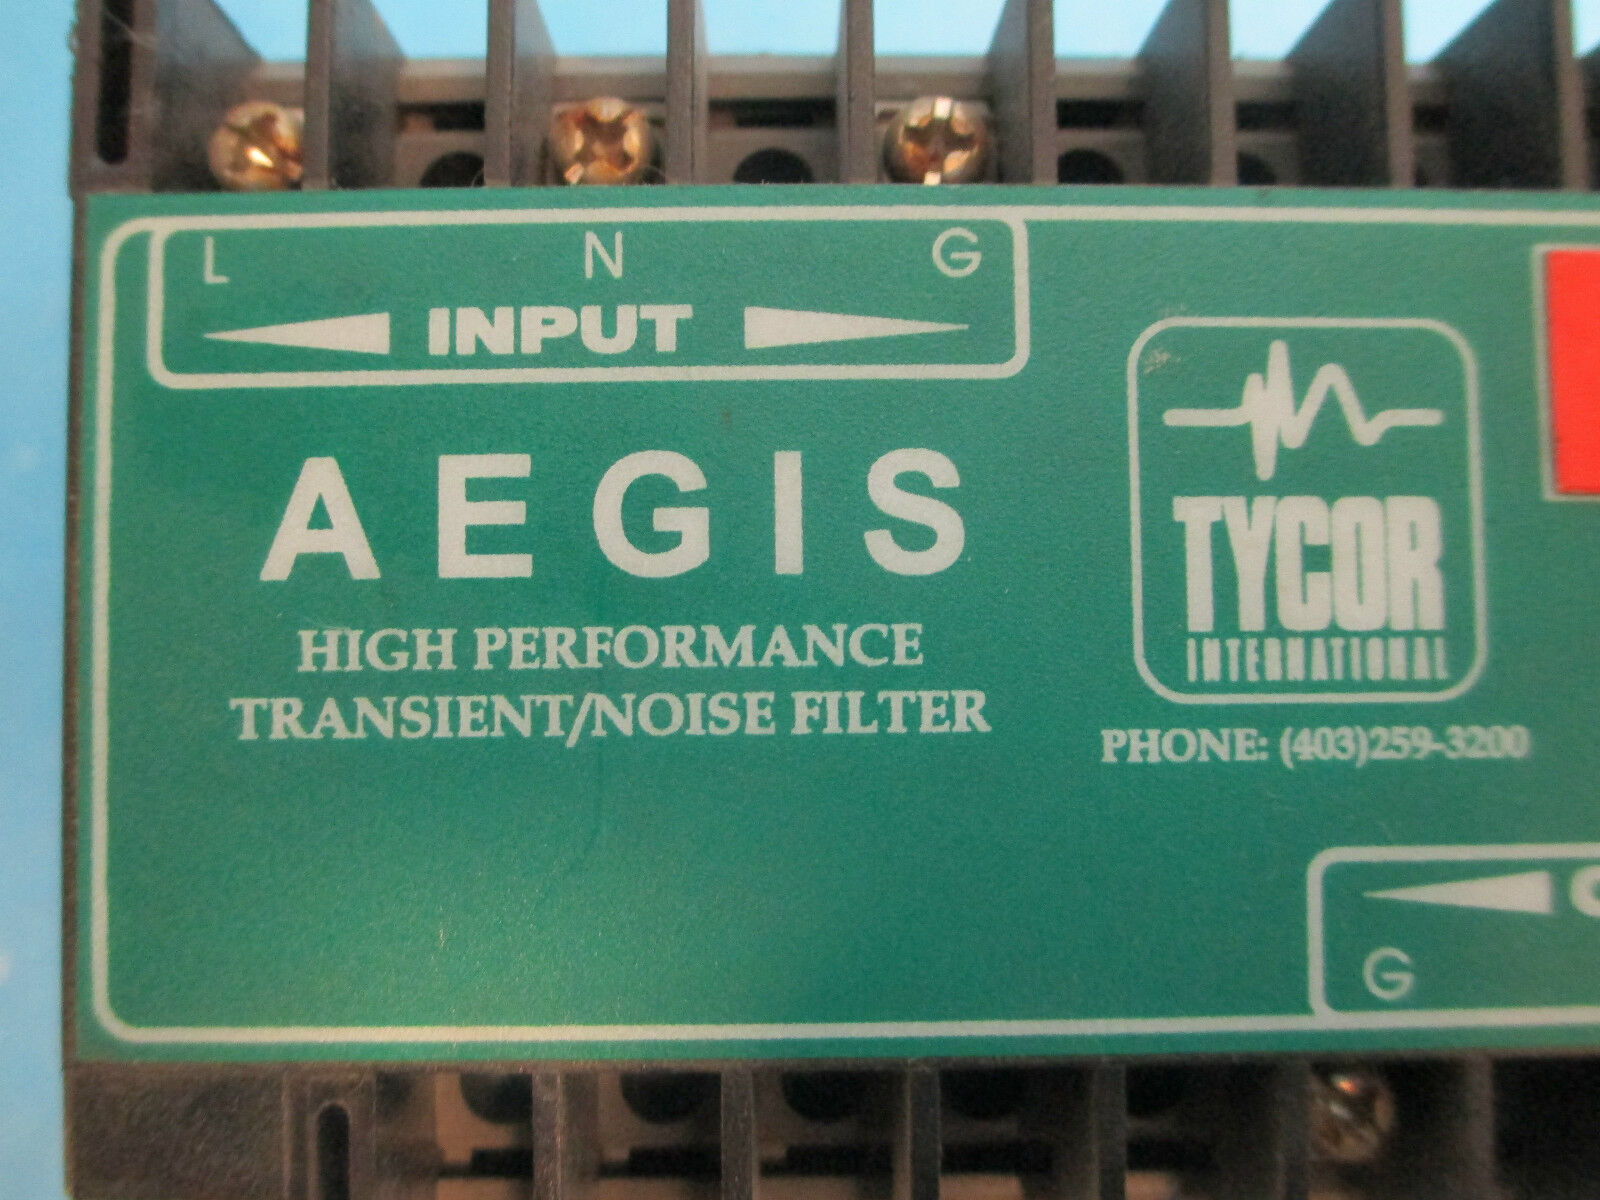 L N G
INPUT
AEGIS
HIGH PERFORMANCE
TRANSIENT/NOISE FILTER
TYCOR
INTERNATIONAL
PHONE: (403)259-3200
G